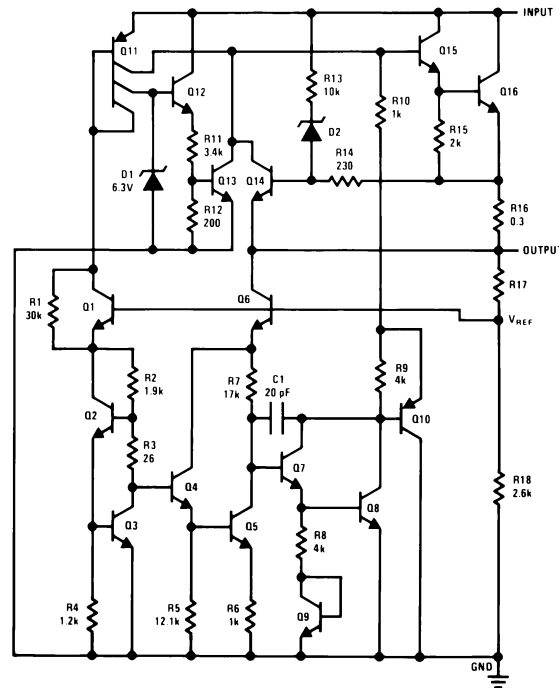 INPUT
Q11
Q15
Q12
R13
10k
R10
1k
Q16
D2
R15
2k
R11
3.4k
D1
6.3V
R14
230
Q13
Q14
R12
200
R16
0.3
OUTPUT
R17
R1
30k
Q1
Q6
VREF
R2
1.9k
R7
17k
C1
20 pF
R9
4k
Q2
Q10
R3
26
Q7
Q4
R18
2.6k
Q3
Q5
Q8
R8
4k
R4
1.2k
R5
12.1k
R6
1k
Q9
GND